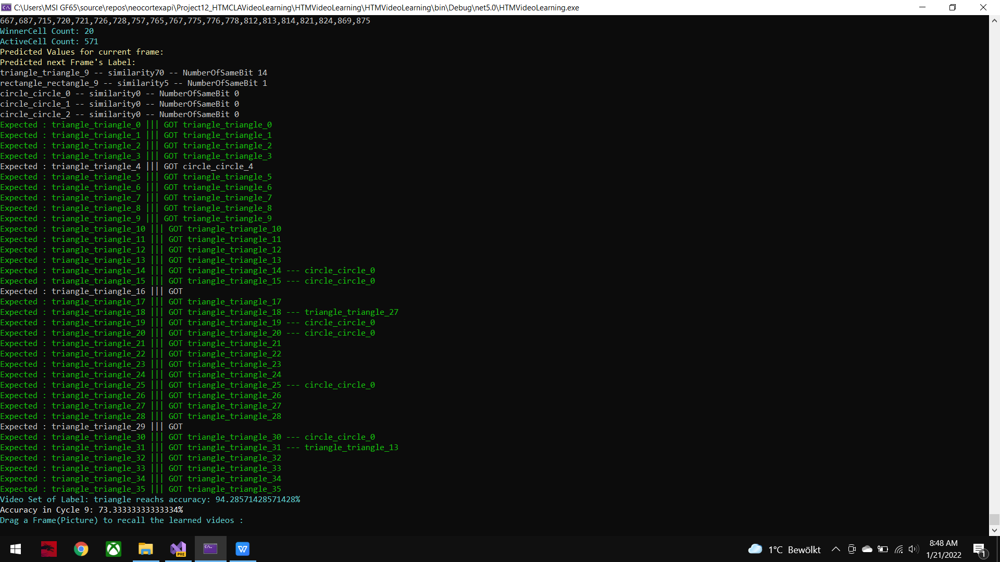 C:\Users\MSI GF65\source\repos\neocortexapi\Project12_HTMCLAVideoLearning\HTMVideoLearning\HTMVideoLearning\bin\Debug\net5.0\HTMVideoLearning.exe
667,687,715,720,721,726,728,757,765,767,775,776,778,812,813,814,821,824,869,875
WinnerCell Count: 20
ActiveCell Count: 571
Predicted Values for current frame:
Predicted next Frame's Label:
triangle_triangle_9 -- similarity70 -- NumberOfSameBit 14
rectangle_rectangle_9 -- similarity5 -- NumberOfSameBit 1
circle_circle_0 -- similarity0 -- NumberOfSameBit 0
circle_circle_1 -- similarity0 -- NumberOfSameBit 0
circle_circle_2 -- similarity0 -- NumberOfSameBit 0
Expected : triangle_triangle_0 ||| GOT triangle_triangle_0
Expected : triangle_triangle_1 ||| GOT triangle_triangle_1
Expected : triangle_triangle_2 ||| GOT triangle_triangle_2
Expected : triangle_triangle_3 ||| GOT triangle_triangle_3
Expected : triangle_triangle_4 ||| GOT circle_circle_4
Expected : triangle_triangle_5 ||| GOT triangle_triangle_5
Expected : triangle_triangle_6 ||| GOT triangle_triangle_6
Expected : triangle_triangle_7 ||| GOT triangle_triangle_7
Expected : triangle_triangle_8 ||| GOT triangle_triangle_8
Expected : triangle_triangle_9 ||| GOT triangle_triangle_9
Expected : triangle_triangle_10 ||| GOT triangle_triangle_10
Expected : triangle_triangle_11 ||| GOT triangle_triangle_11
Expected : triangle_triangle_12 ||| GOT triangle_triangle_12
Expected : triangle_triangle_13 ||| GOT triangle_triangle_13
Expected : triangle_triangle_14 ||| GOT triangle_triangle_14 --- circle_circle_0
Expected : triangle_triangle_15 ||| GOT triangle_triangle_15 --- circle_circle_0
Expected : triangle_triangle_16 ||| GOT
Expected : triangle_triangle_17 ||| GOT triangle_triangle_17
Expected : triangle_triangle_18 ||| GOT triangle_triangle_18 --- triangle_triangle_27
Expected : triangle_triangle_19 ||| GOT triangle_triangle_19 --- circle_circle_0
Expected : triangle_triangle_20 ||| GOT triangle_triangle_20 --- circle_circle_0
Expected : triangle_triangle_21 ||| GOT triangle_triangle_21
Expected : triangle_triangle_22 ||| GOT triangle_triangle_22
Expected : triangle_triangle_23 ||| GOT triangle_triangle_23
Expected : triangle_triangle_24 ||| GOT triangle_triangle_24
Expected : triangle_triangle_25 ||| GOT triangle_triangle_25 --- circle_circle_0
Expected : triangle_triangle_26 ||| GOT triangle_triangle_26
Expected : triangle_triangle_27 ||| GOT triangle_triangle_27
Expected : triangle_triangle_28 ||| GOT triangle_triangle_28
Expected : triangle_triangle_29 ||| GOT
Expected : triangle_triangle_30 ||| GOT triangle_triangle_30 --- circle_circle_0
Expected : triangle_triangle_31 ||| GOT triangle_triangle_31 --- triangle_triangle_13
Expected : triangle_triangle_32 ||| GOT triangle_triangle_32
Expected : triangle_triangle_33 ||| GOT triangle_triangle_33
Expected : triangle_triangle_34 ||| GOT triangle_triangle_34
Expected : triangle_triangle_35 ||| GOT triangle_triangle_35
Video Set of Label: triangle reachs accuracy: 94.28571428571428%
Accuracy in Cycle 9: 73.33333333333334%
Drag a Frame(Picture) to recall the learned videos :
PRE
C:\_
W
1°C Bewölkt
8:48 AM
1/21/2022
1